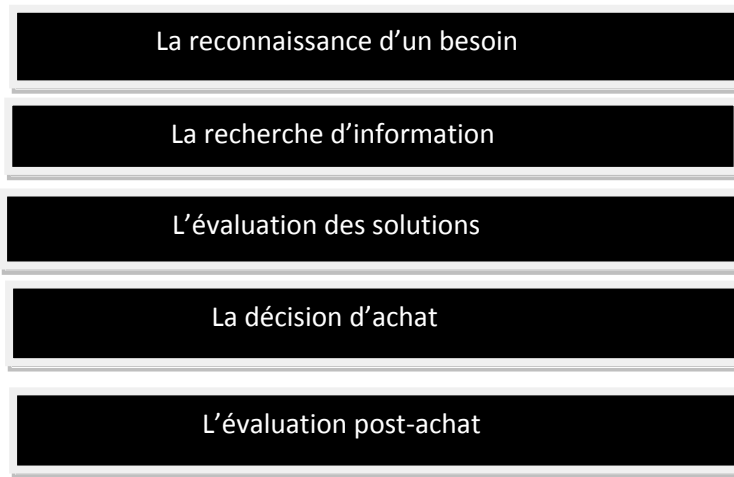 La reconnaissance d’un besoin
La recherche d’information
L’évaluation des solutions
La décision d’achat
L’évaluation post-achat